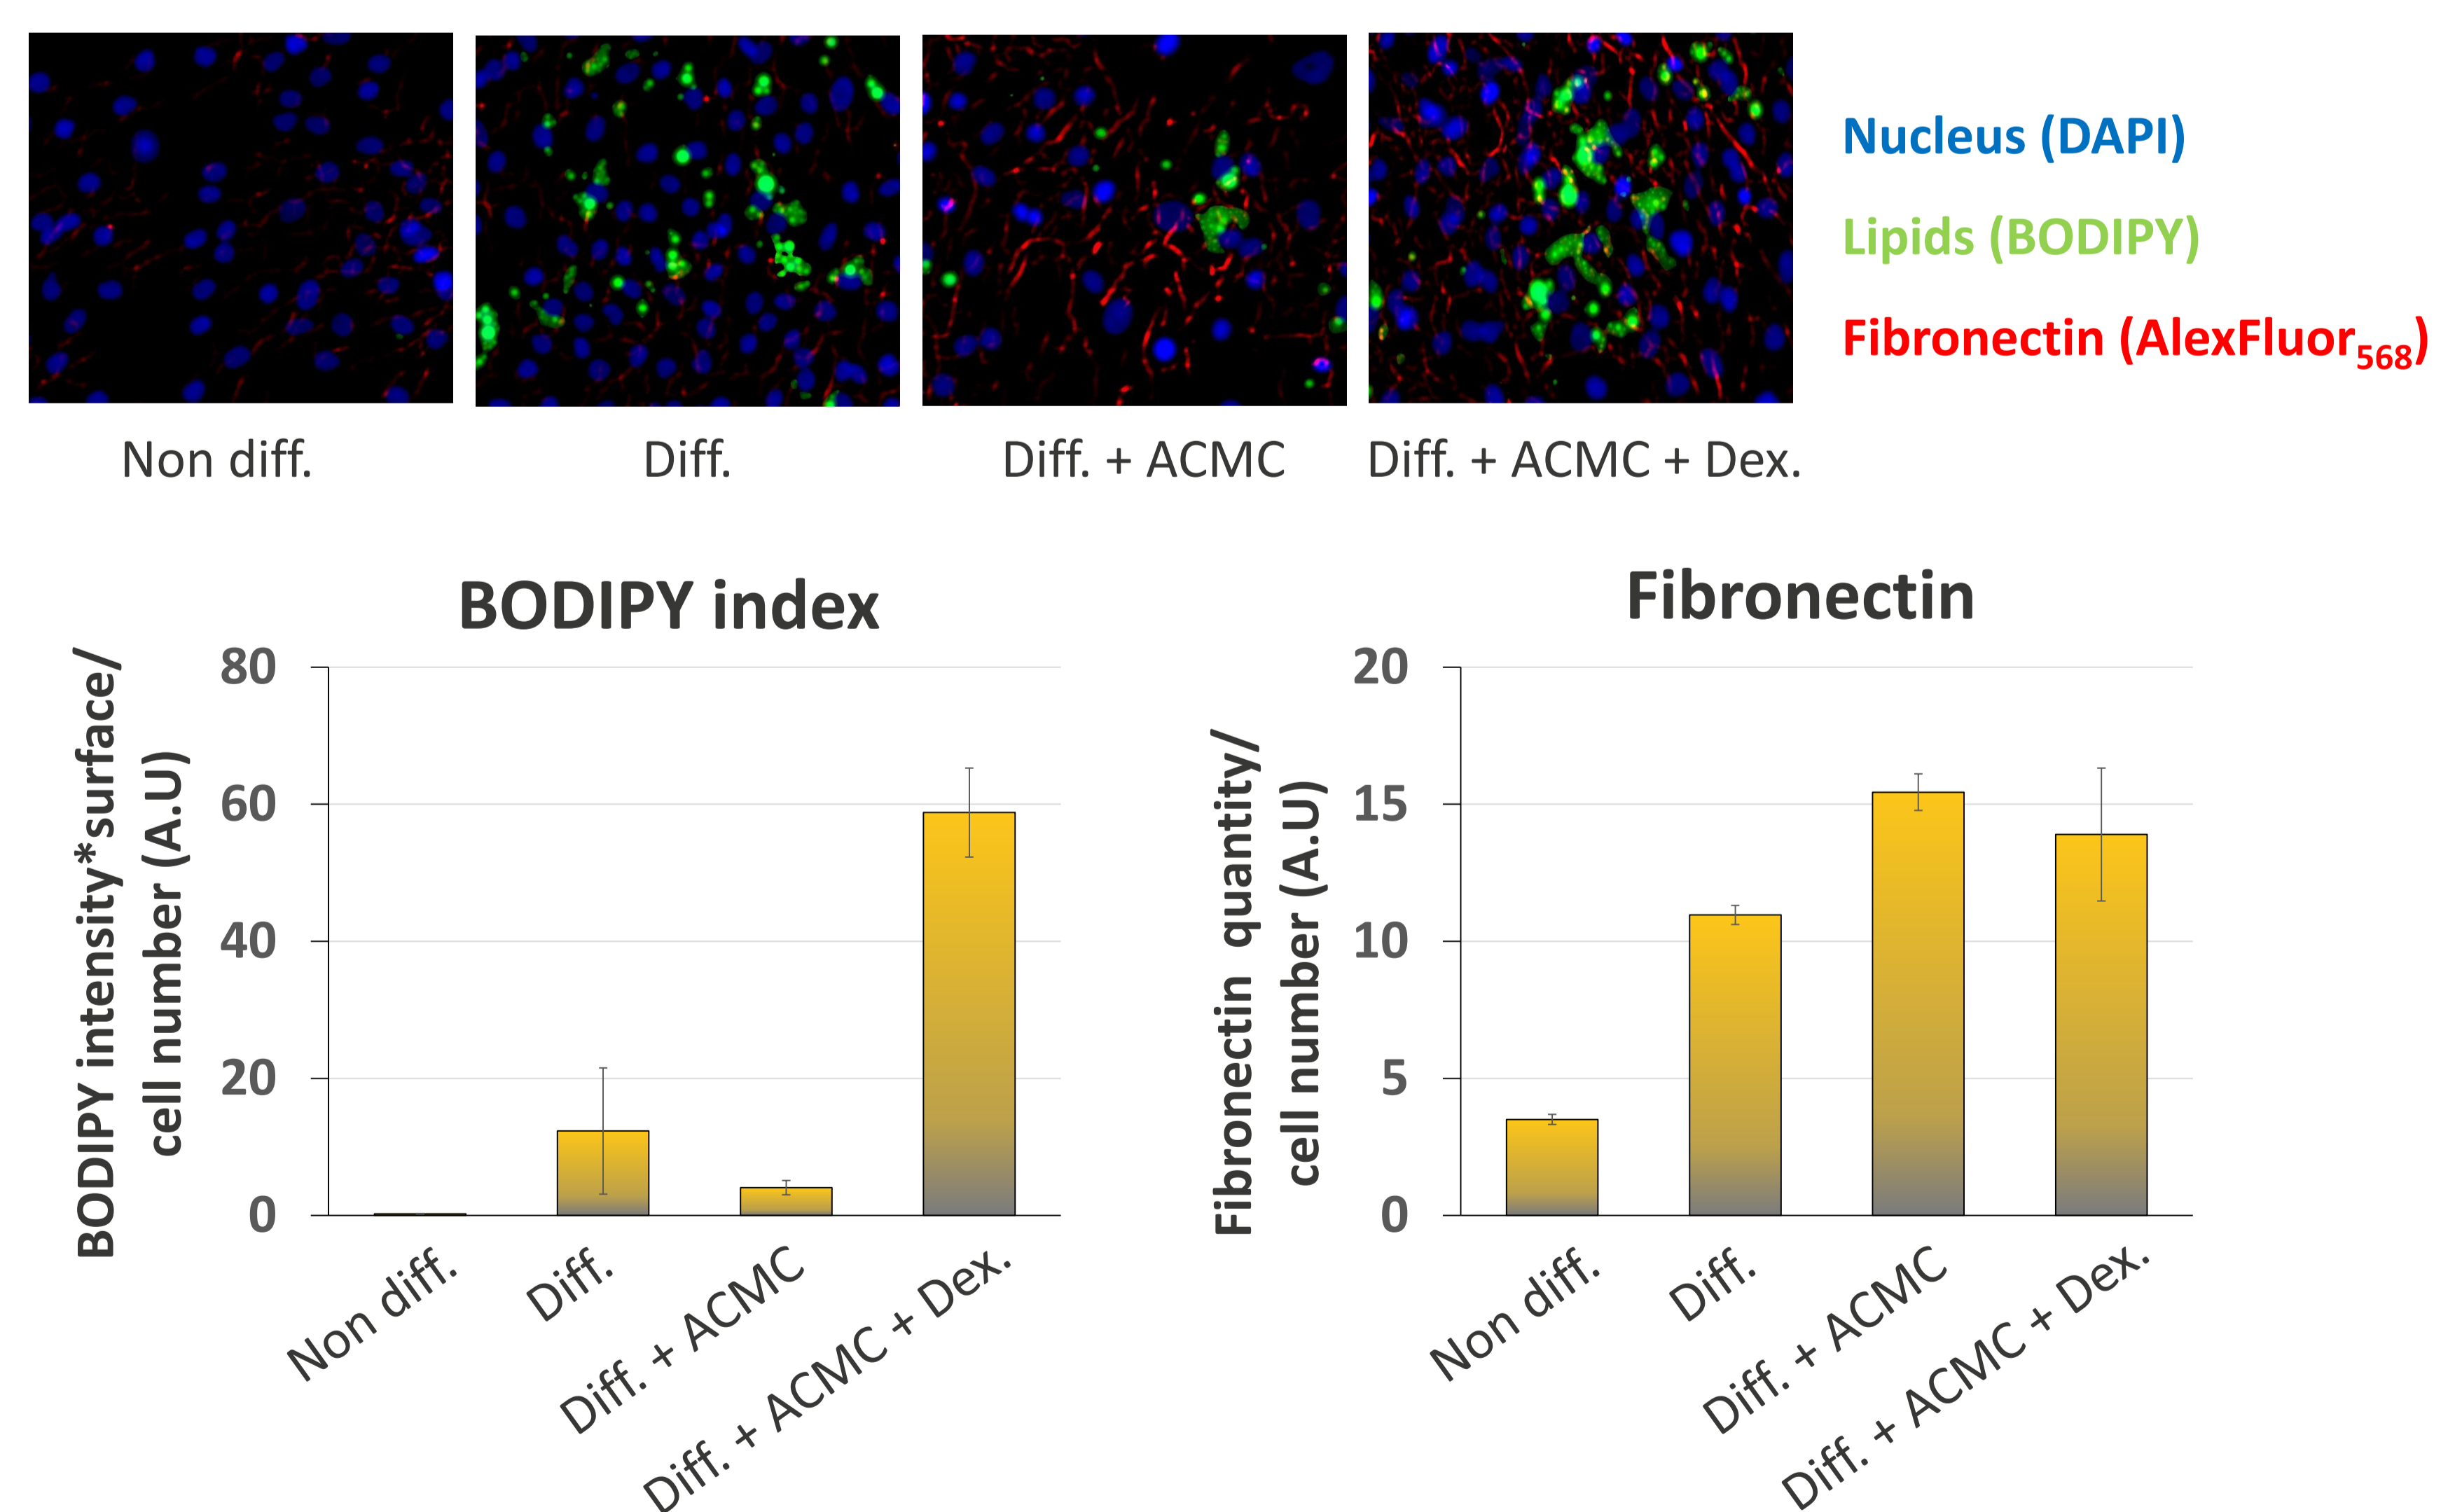 Nucleus (DAPI)
Lipids (BODIPY)
Fibronectin (AlexFluor568)
Non diff.
Diff.
Diff. + ACMC
Diff. + ACMC + Dex.
BODIPY index
BODIPY intensity*surface/
cell number (A.U)
80
60
40
20
0
Non diff.
Diff.
Diff. + ACMC
Diff. + ACMC + Dex.
Fibronectin
Fibronectin quantity/
cell number (A.U)
20
15
10
5
0
Non diff.
Diff.
Diff. + ACMC
Diff. + ACMC + Dex.